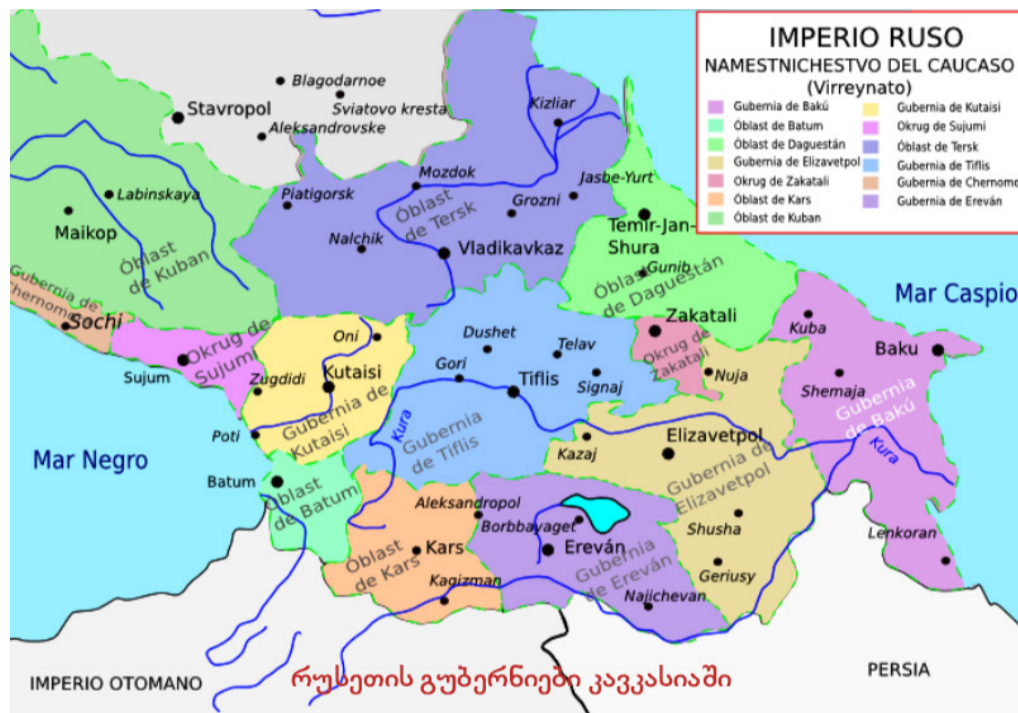 IMPERIO RUSO
NAMESTNICHESTVO DEL CAUCASO
(Virreynato)
Gubernia de Bakú
Óblast de Batum
Óblast de Daguestán
Gubernia de Elizavetpol
Okrug de Zakatali
Óblast de Kars
Óblast de Kuban
Gubernia de Kutaisi
Okrug de Sujumi
Óblast de Tersk
Gubernia de Tiflis
Gubernia de Chernomo
Gubernia de Ereván
Blagodarnoe
Stavropol
Sviatovo kresta
Aleksandrovske
Kizliar
Labinskaya
Piatigorsk
Mozdok
Jasbe-Yurt
Maikop
Óblast
de Kuban
Óblast
de Tersk
Grozni
Nalchik
Vladikavkaz
Temir-Jan-
Shura
Gunib
Óblast
de Daguestán
Mar Caspio
Gubernia de
Chernomo
Sochi
Okrug de
Sujumi
Sujum
Oni
Kutaisi
Zugdidi
Gubernia de
Kutaisi
Poti
Dushet
Telav
Gori
Tiflis
Signaj
Kura
Gubernia
de Tiflis
Zakatali
Okrug de
Zakatali
Nuja
Kuba
Baku
Shemaja
Gubernia
de Bakú
Kura
Mar Negro
Batum
Óblast
de Batum
Kazaj
Elizavetpol
Gubernia de
Elizavetpol
Shusha
Geriusy
Lenkoran
Aleksandropol
Borbbayaget
Kars
Óblast
de Kars
Kagizman
Ereván
Gubernia
de Ereván
Najichevan
IMPERIO OTOMANO
რუსეთის გუბერნიები კავკასიაში
PERSIA